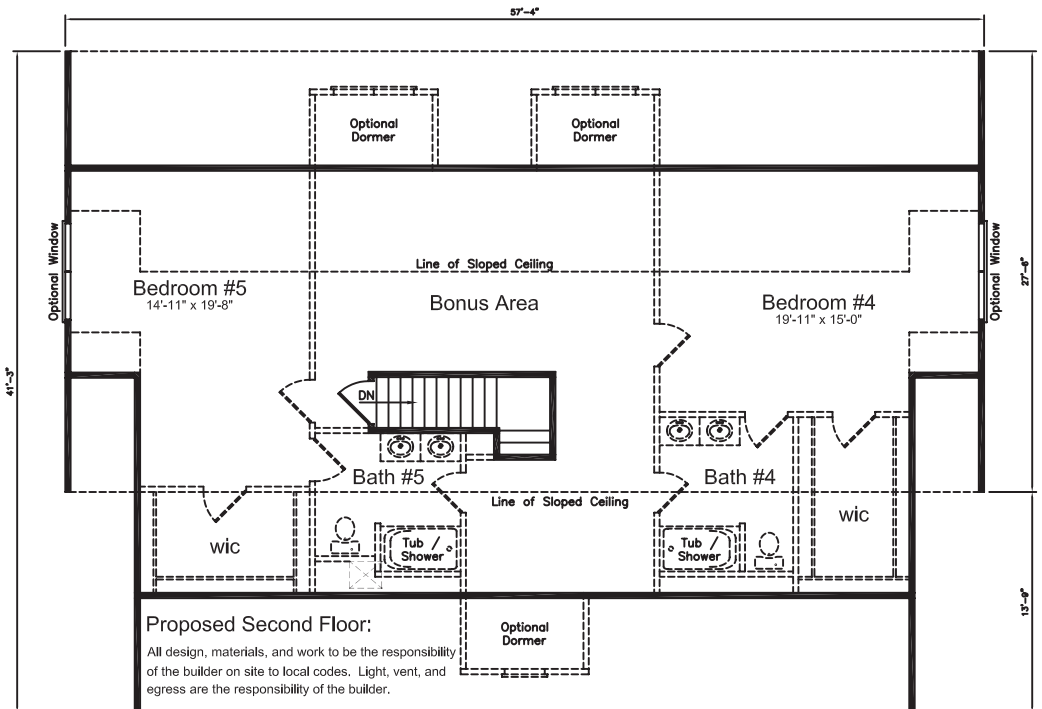 57'-4"
Optional
Dormer
Optional
Dormer
Optional Window
Line of Sloped Ceiling
Optional Window
Bedroom #5
14'-11" x 19'-8"
Bonus Area
Bedroom #4
19'-11" x 15'-0"
27'-6"
41'-3"
DN
Bath #5
Bath #4
Line of Sloped Ceiling
wic
wic
Tub /
Shower
Tub /
Shower
13'-9"
Proposed Second Floor:
All design, materials, and work to be the responsibility
of the builder on site to local codes. Light, vent, and
egress are the responsibility of the builder.
Optional
Dormer